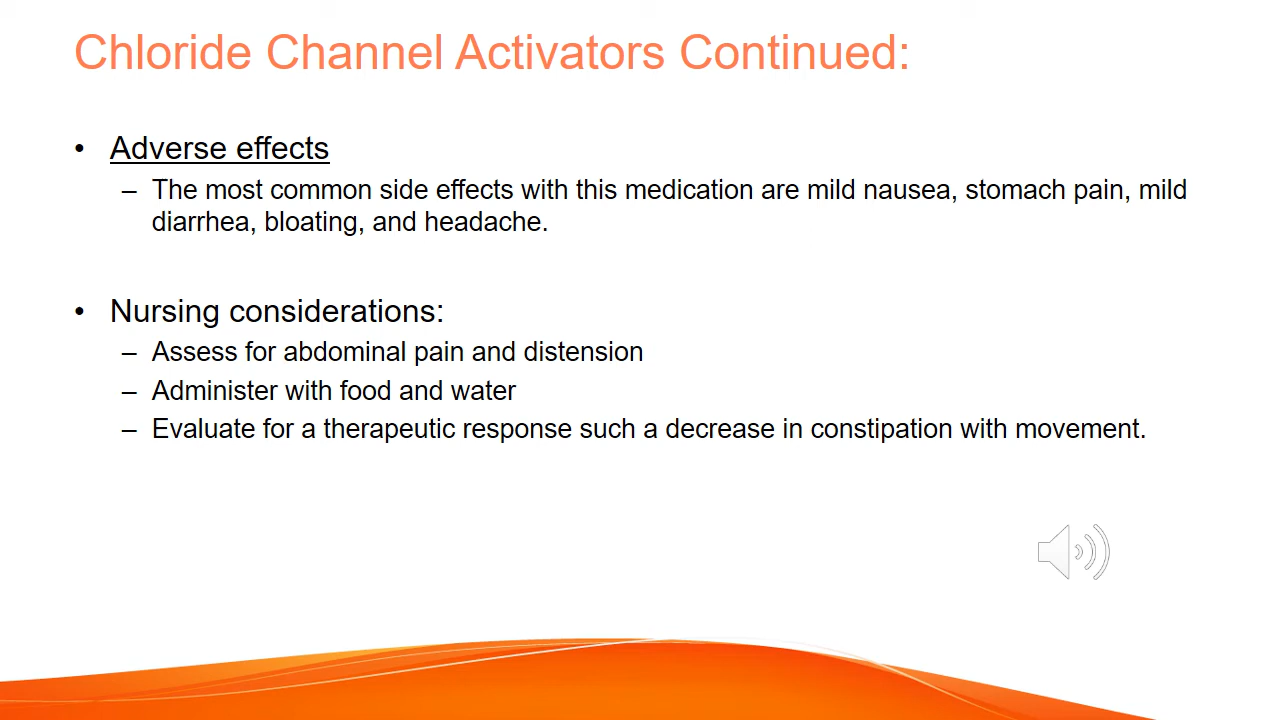 Chloride Channel Activators Continued:
• Adverse effects
– The most common side effects with this medication are mild nausea, stomach pain, mild
diarrhea, bloating, and headache.
• Nursing considerations:
– Assess for abdominal pain and distension
– Administer with food and water
– Evaluate for a therapeutic response such a decrease in constipation with movement.